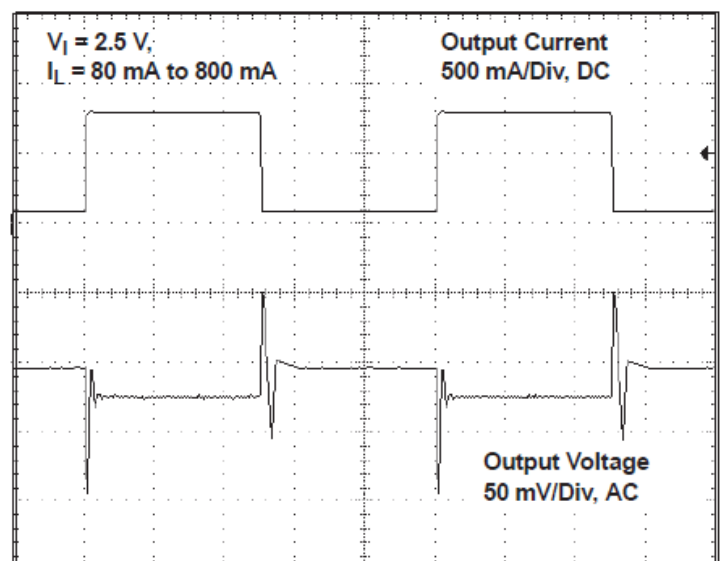 V_I = 2.5 V,
I_L = 80 mA to 800 mA
Output Current
500 mA/Div, DC
Output Voltage
50 mV/Div, AC